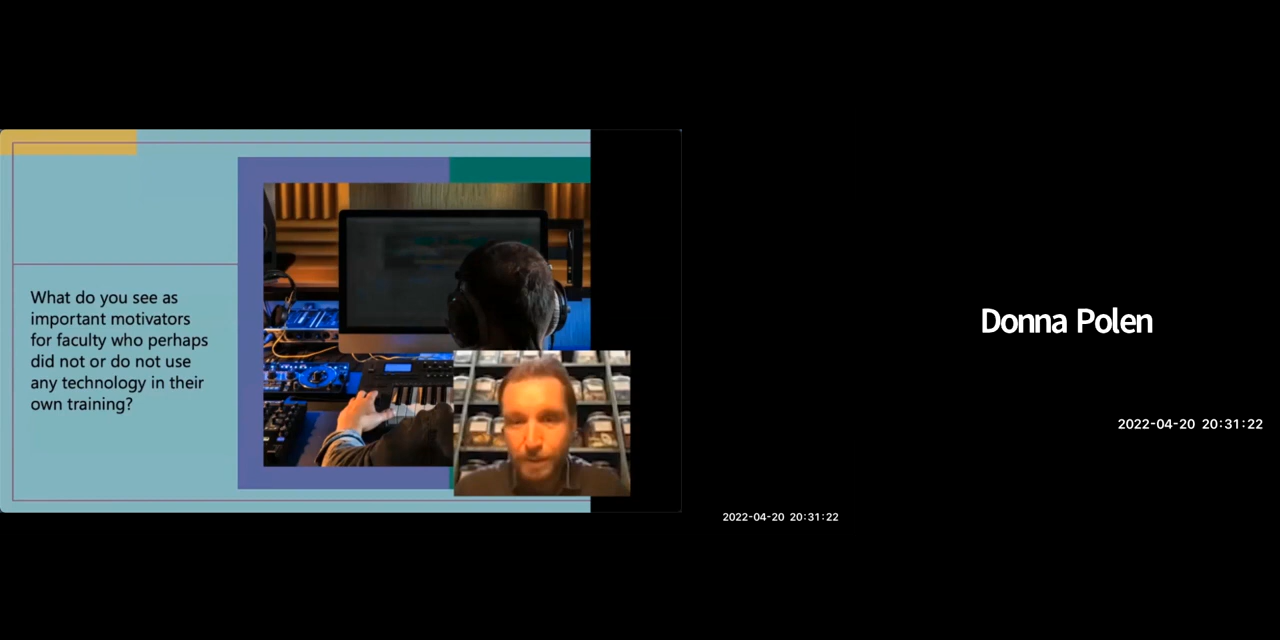 What do you see as
important motivators
for faculty who perhaps
did not or do not use
any technology in their
own training?
Donna Polen
2022-04-20 20:31:22
2022-04-20 20:31:22